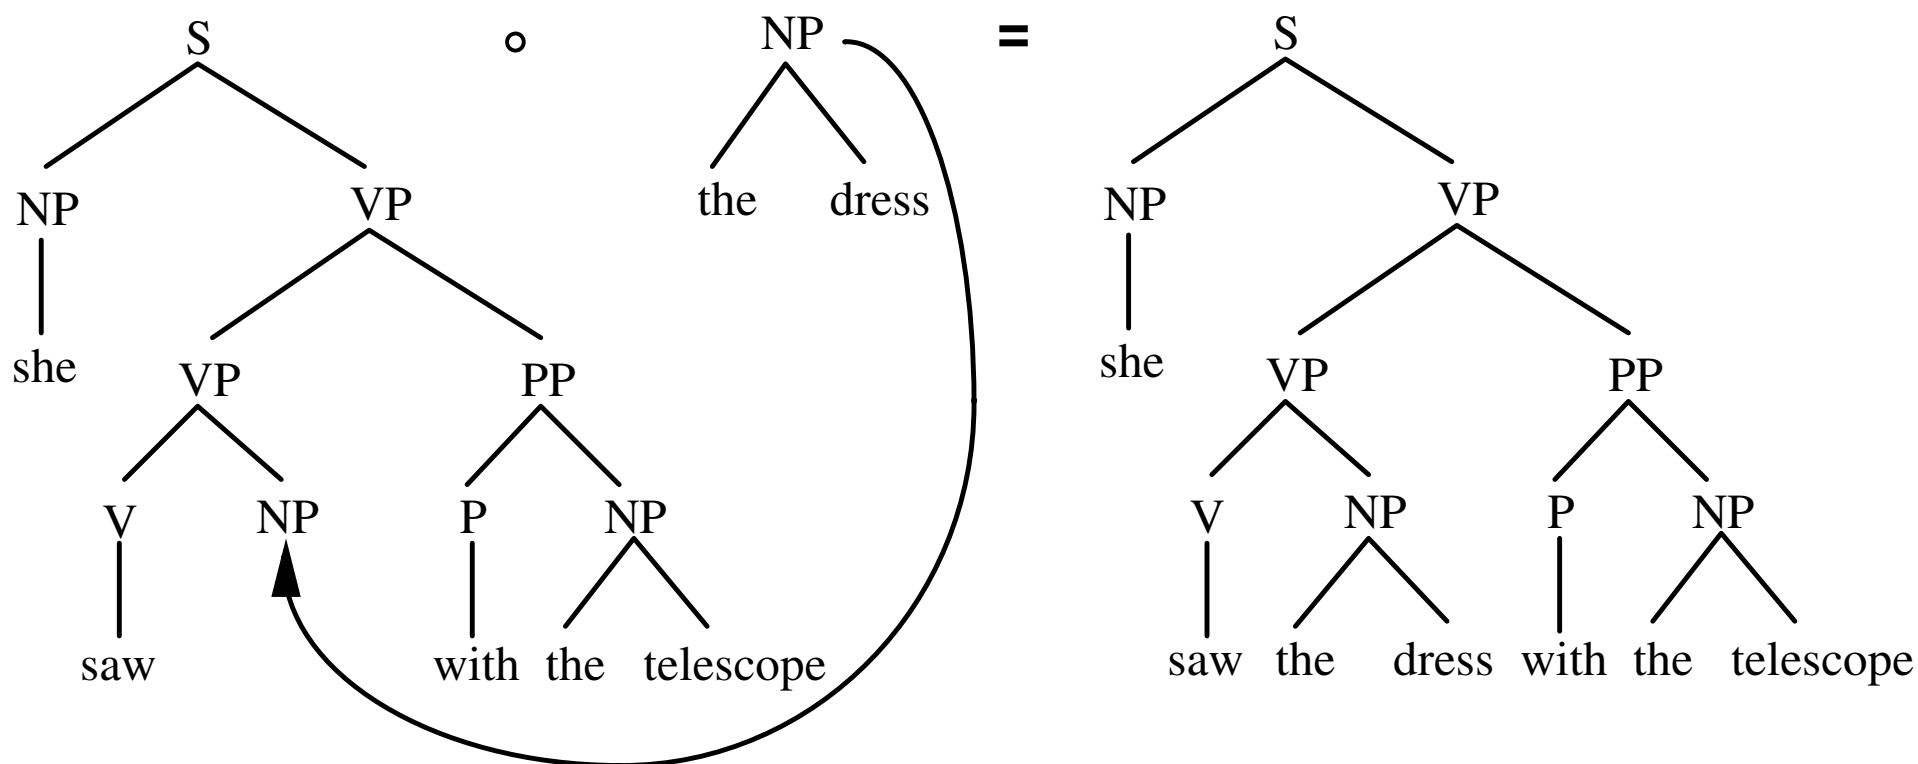 S ∘ NP = S
NP VP the dress NP VP
she VP PP she VP PP
V NP P NP V NP P NP
saw with the telescope saw the dress with the telescope